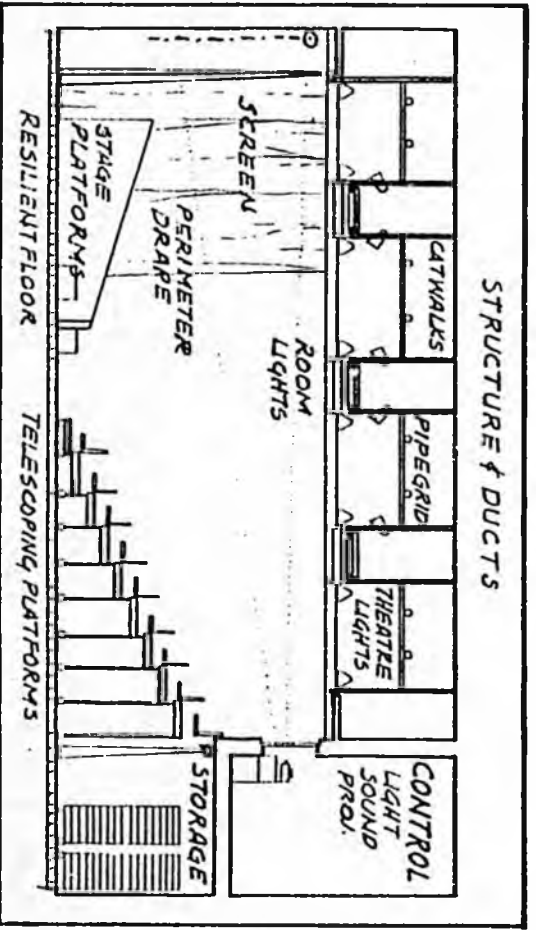 STRUCTURE & DUCTS
CATWALKS
PIPEGRID
THEATRE
LIGHTS
CONTROL
LIGHT
SOUND
PROJ.
ROOM
LIGHTS
SCREEN
PERIMETER
DRAPE
STAGE
PLATFORMS
STORAGE
RESILIENT FLOOR
TELESCOPING PLATFORMS